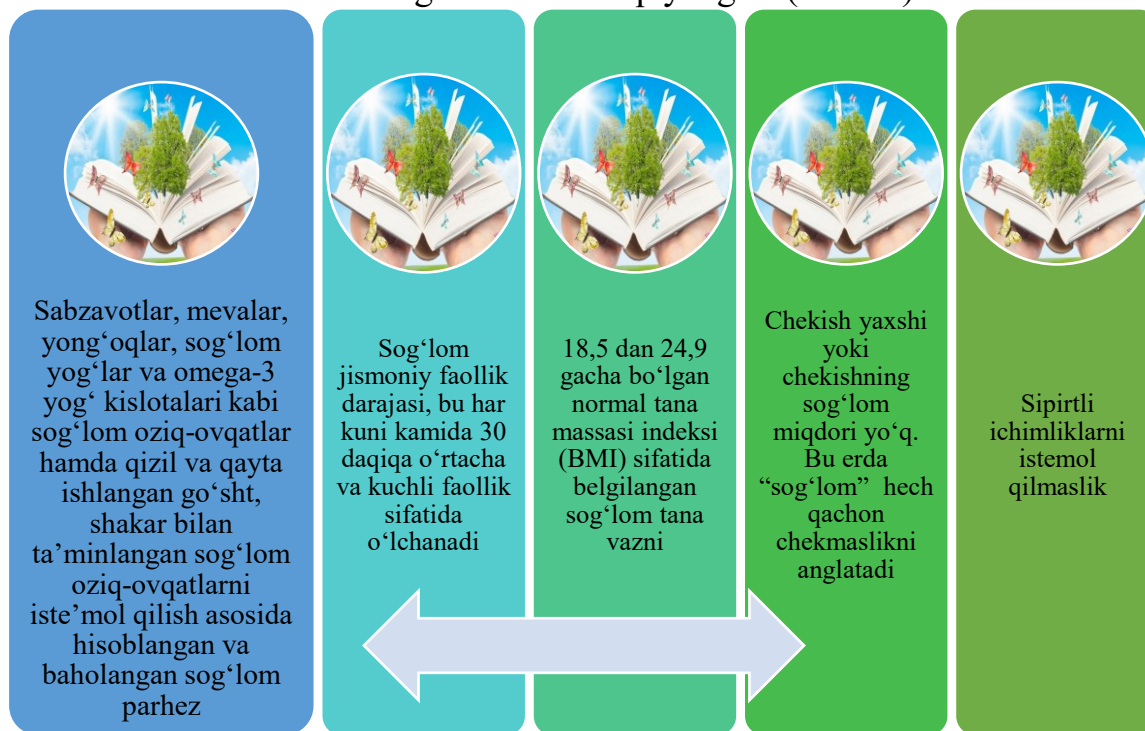 Sabzavotlar, mevalar,
yong‘oqlar, sog‘lom
yog‘lar va omega-3
yog‘ kislotalari kabi
sog‘lom oziq-ovqatlar
hamda qizil va qayta
ishlangan go‘sht,
shakar bilan
ta’minlangan sog‘lom
oziq-ovqatlarni
iste’mol qilish asosida
hisoblangan va
baholangan sog‘lom
parhez
Sog‘lom
jismoniy faollik
darajasi, bu har
kuni kamida 30
daqiqa o‘rtacha
va kuchli faollik
sifatida
o‘lchanadi
18,5 dan 24,9
gacha bo‘lgan
normal tana
massasi indeksi
(BMI) sifatida
belgilangan
sog‘lom tana
vazni
Chekish yaxshi
yoki
chekishning
sog‘lom
miqdori yo‘q.
Bu erda
“sog‘lom” hech
qachon
chekmaslikni
anglatadi
Sipirtli
ichimliklarni
istemol
qilmaslik